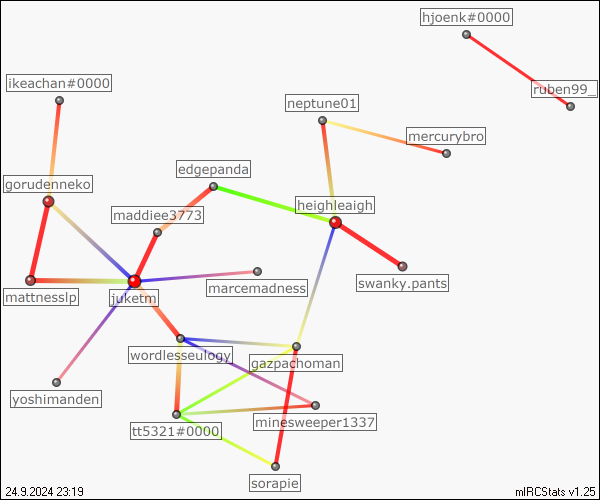 hjoenk#0000
ikeachan#0000
ruben99_
neptune01
mercurybro
edgepanda
gorudenneko
heighleaigh
maddiee3773
swanky.pants
marcemadness
mattnesslp
juketm
wordlesseulogy
gazpachoman
yoshimanden
minesweeper1337
tt5321#0000
sorapie
24.9.2024 23:19
mIRCStats v1.25